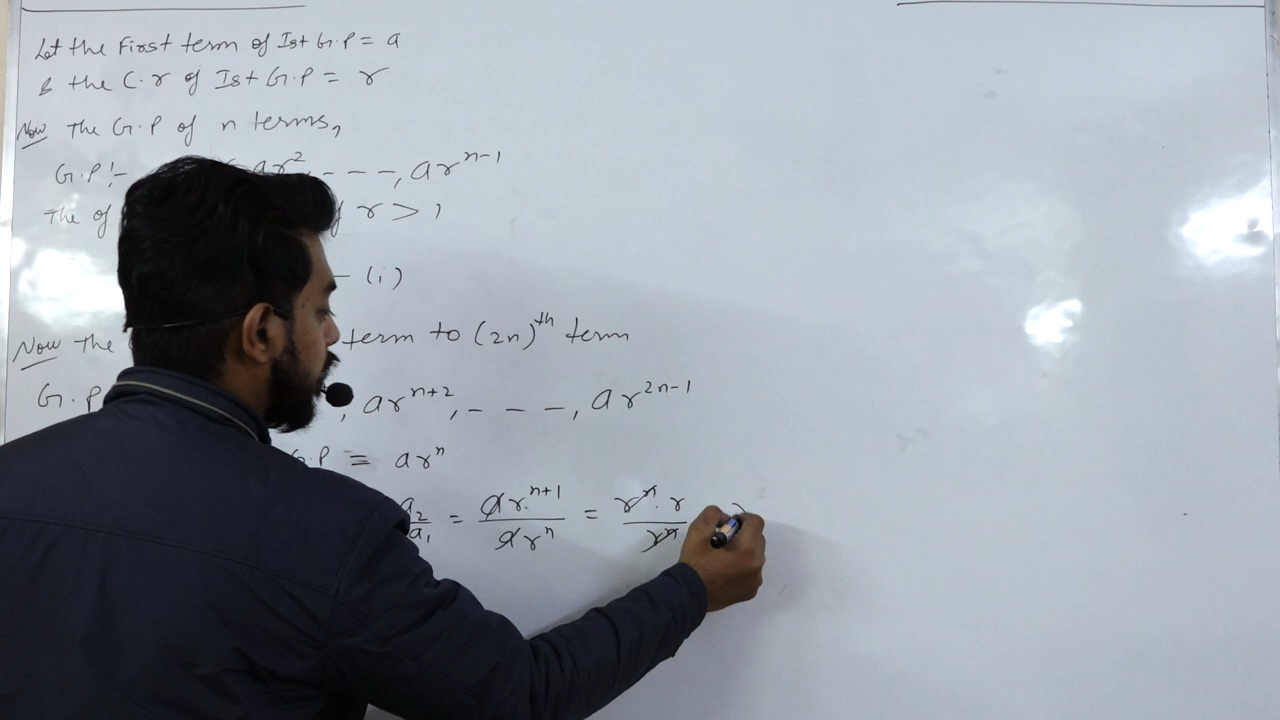 Let the First term of Ist G.P = a
& the C.r of Ist G.P = r
Now The G.P of n terms,
G.P:- ar², - - -, arⁿ⁻¹
The of r > 1
— (i)
Now The term to (2n)ᵗʰ term
G.P , arⁿ⁺², - - -, ar²ⁿ⁻¹
G.P = arⁿ
a₂/a₁ = arⁿ⁺¹/arⁿ = rⁿ.r/rⁿ